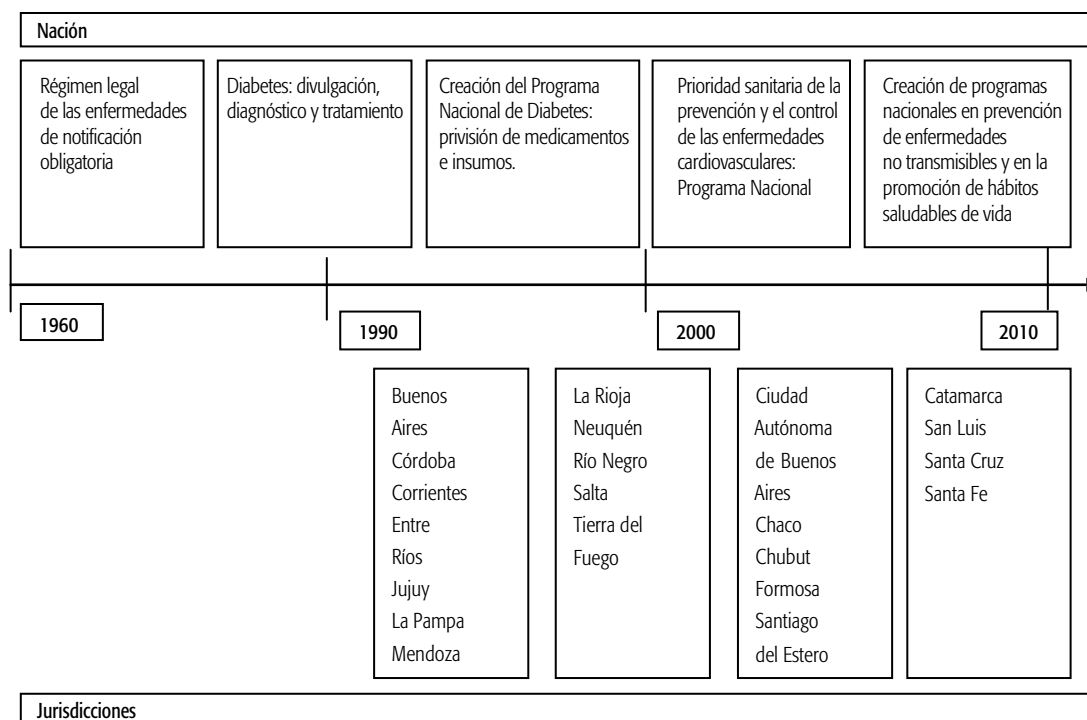 Nación
Régimen legal
de las enfermedades
de notificación
obligatoria
Diabetes: divulgación,
diagnóstico y tratamiento
Creación del Programa
Nacional de Diabetes:
privisión de medicamentos
e insumos.
Prioridad sanitaria de la
prevención y el control
de las enfermedades
cardiovasculares:
Programa Nacional
Creación de programas
nacionales en prevención
de enfermedades
no transmisibles y en la
promoción de hábitos
saludables de vida
1960
1990
2000
2010
Buenos
Aires
Córdoba
Corrientes
Entre
Ríos
Jujuy
La Pampa
Mendoza
La Rioja
Neuquén
Río Negro
Salta
Tierra del
Fuego
Ciudad
Autónoma
de Buenos
Aires
Chaco
Chubut
Formosa
Santiago
del Estero
Catamarca
San Luis
Santa Cruz
Santa Fe
Jurisdicciones